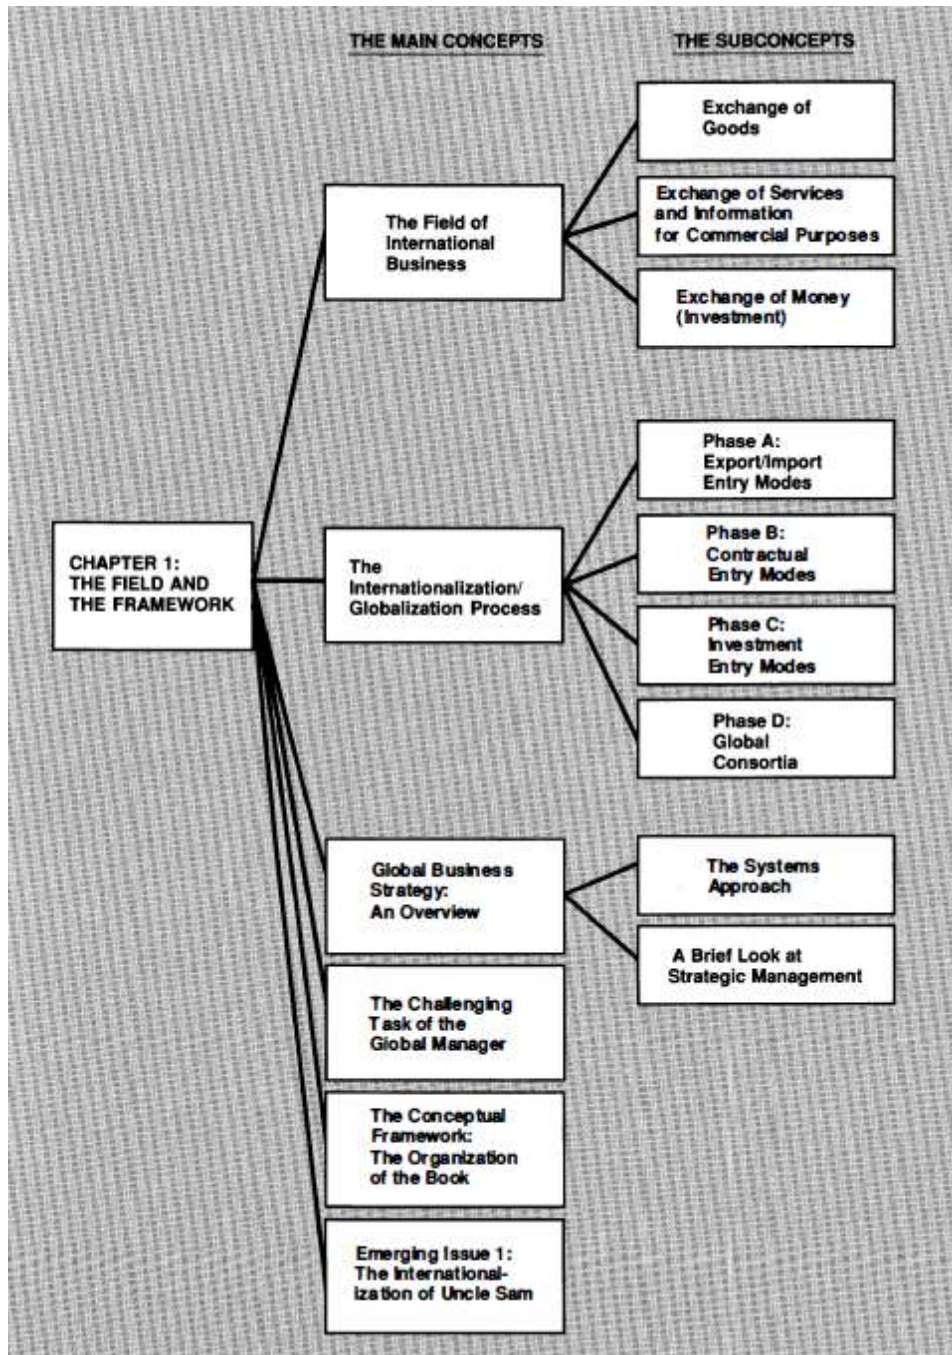 THE MAIN CONCEPTS
THE SUBCONCEPTS
Exchange of
Goods
The Field of
International
Business
Exchange of Services
and Information
for Commercial Purposes
Exchange of Money
(Investment)
Phase A:
Export/Import
Entry Modes
CHAPTER 1:
THE FIELD AND
THE FRAMEWORK
The
Internationalization/
Globalization Process
Phase B:
Contractual
Entry Modes
Phase C:
Investment
Entry Modes
Phase D:
Global
Consortia
Global Business
Strategy:
An Overview
The Systems
Approach
A Brief Look at
Strategic Management
The Challenging
Task of the
Global Manager
The Conceptual
Framework:
The Organization
of the Book
Emerging Issue 1:
The International-
ization of Uncle Sam